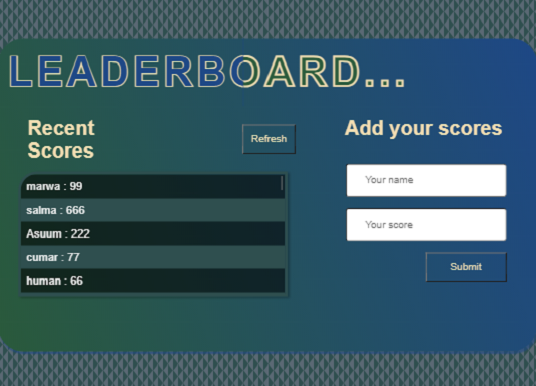 LEADERBOARD...
Recent
Scores
Refresh
marwa : 99
salma : 666
Asuum : 222
cumar : 77
human : 66
Add your scores
Your name
Your score
Submit